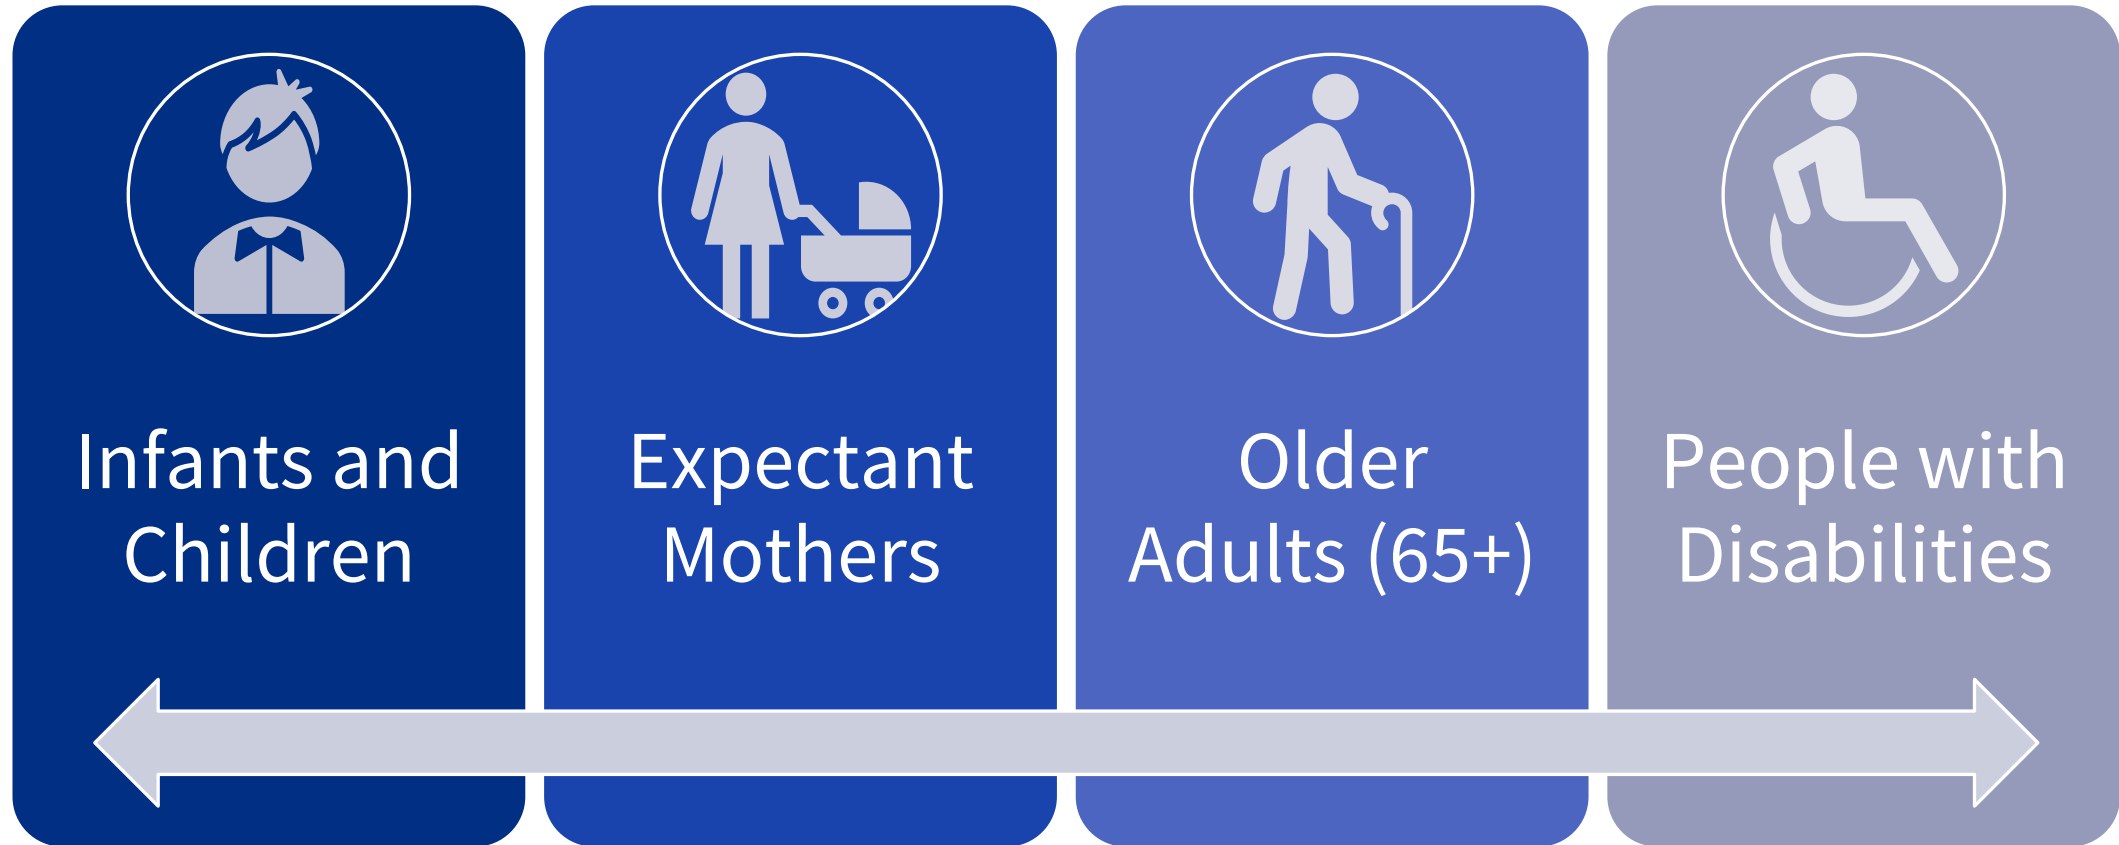 Infants and
Children
Expectant
Mothers
Older
Adults (65+)
People with
Disabilities